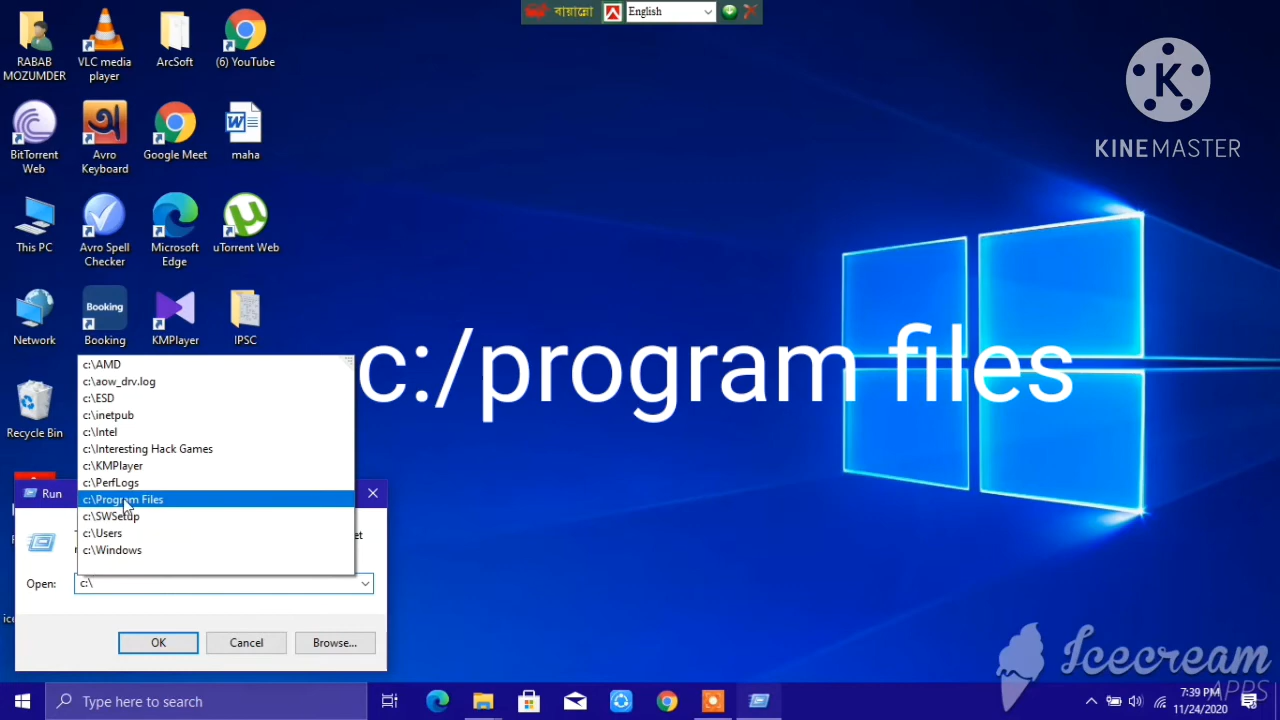 বায়ান্নো
English
RABAB
MOZUMDER
VLC media
player
ArcSoft
(6) YouTube
BitTorrent
Web
Avro
Keyboard
Google Meet
maha
This PC
Avro Spell
Checker
Microsoft
Edge
uTorrent Web
Network
Booking
Booking
KMPlayer
IPSC
Recycle Bin
KINEMASTER
c:/program files
c:\AMD
c:\aow_drv.log
c:\ESD
c:\inetpub
c:\Intel
c:\Interesting Hack Games
c:\KMPlayer
c:\PerfLogs
c:\Program Files
c:\SWSetup
c:\Users
c:\Windows
Run
Open:
c:\
OK
Cancel
Browse...
Icecream
APPS
Type here to search
7:39 PM
11/24/2020